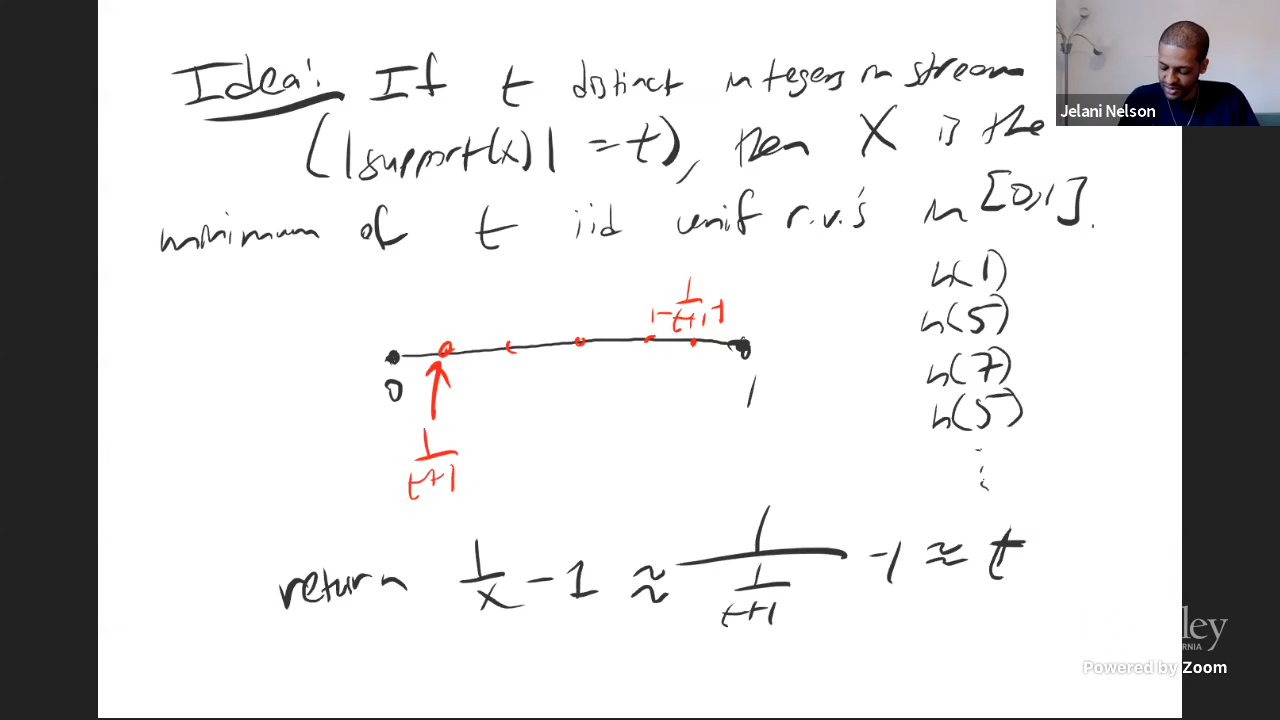 Idea: If t distinct integers in stream
(|support(x)| = t), then X is the
minimum of t iid unif r.v.'s in [0,1].
h(1)
h(5)
h(7)
h(5)
⋮
1 - 1/(t+1)
0
1
1/(t+1)
return 1/X - 1 ≈ 1/(1/(t+1)) - 1 ≈ t
Jelani Nelson
ley
RNIA
Powered by Zoom